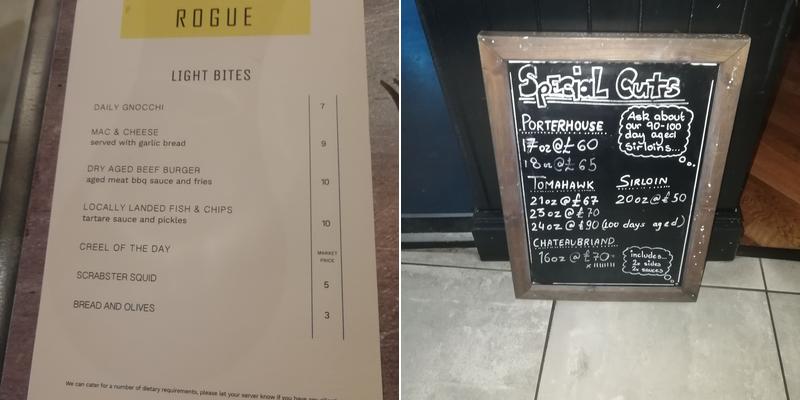 ROGUE
LIGHT BITES
DAILY GNOCCHI 7
MAC & CHEESE
served with garlic bread 9
DRY AGED BEEF BURGER
aged meat bbq sauce and fries 10
LOCALLY LANDED FISH & CHIPS
tartare sauce and pickles 10
CREEL OF THE DAY MARKET PRICE
SCRABSTER SQUID 5
BREAD AND OLIVES 3
We can cater for a number of dietary requirements, please let your server know if you have
Special Cuts
Ask about
our 90-100
day aged
sirloins...
PORTERHOUSE
17oz @ £60
18oz @ £65
TOMAHAWK
21oz @ £67
23oz @ £70
24oz @ £90 (100 days aged)
SIRLOIN
20oz @ £50
CHATEAUBRIAND
16oz @ £70
includes...
2x sides
2x sauces